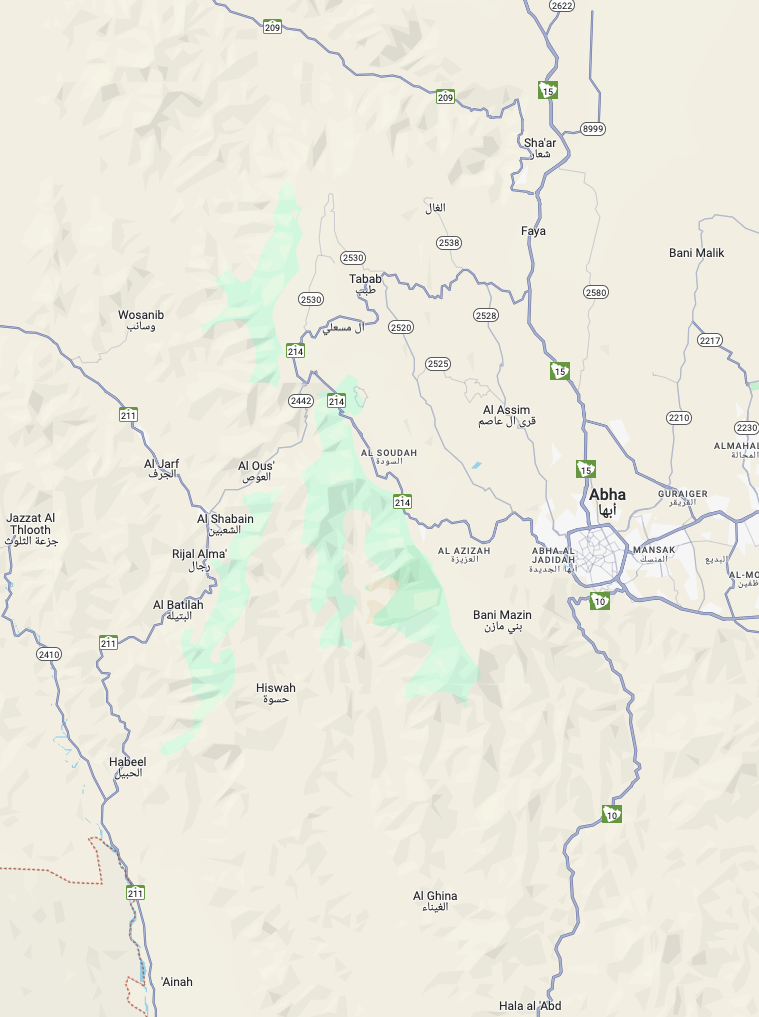 2622
209
15
209
8999
Sha'ar
شعار
الغال
Faya
2538
Bani Malik
2530
Tabab
طبب
2580
2530
Wosanib
وسانب
2528
ال مسعلي
2520
2217
214
2525
15
214
2442
211
Al Assim
قرى ال عاصم
2210
2230
ALMAHAL
المحالة
AL SOUDAH
السودة
Al Jarf
الجرف
Al Ous'
العوص
15
Abha
أبها
GURAIGER
القريقر
214
Jazzat Al
Thlooth
جزعة الثلوث
Al Shabain
الشعبين
AL AZIZAH
العزيزة
ABHA AL
JADIDAH
أبها الجديدة
MANSAK
المنسك
البديع
Rijal Alma'
رجال
AL-MO
ظفين
Al Batilah
البتيلة
10
Bani Mazin
بني مازن
211
2410
Hiswah
حسوة
Habeel
الحبيل
10
211
Al Ghina
الغيناء
'Ainah
Hala al 'Abd